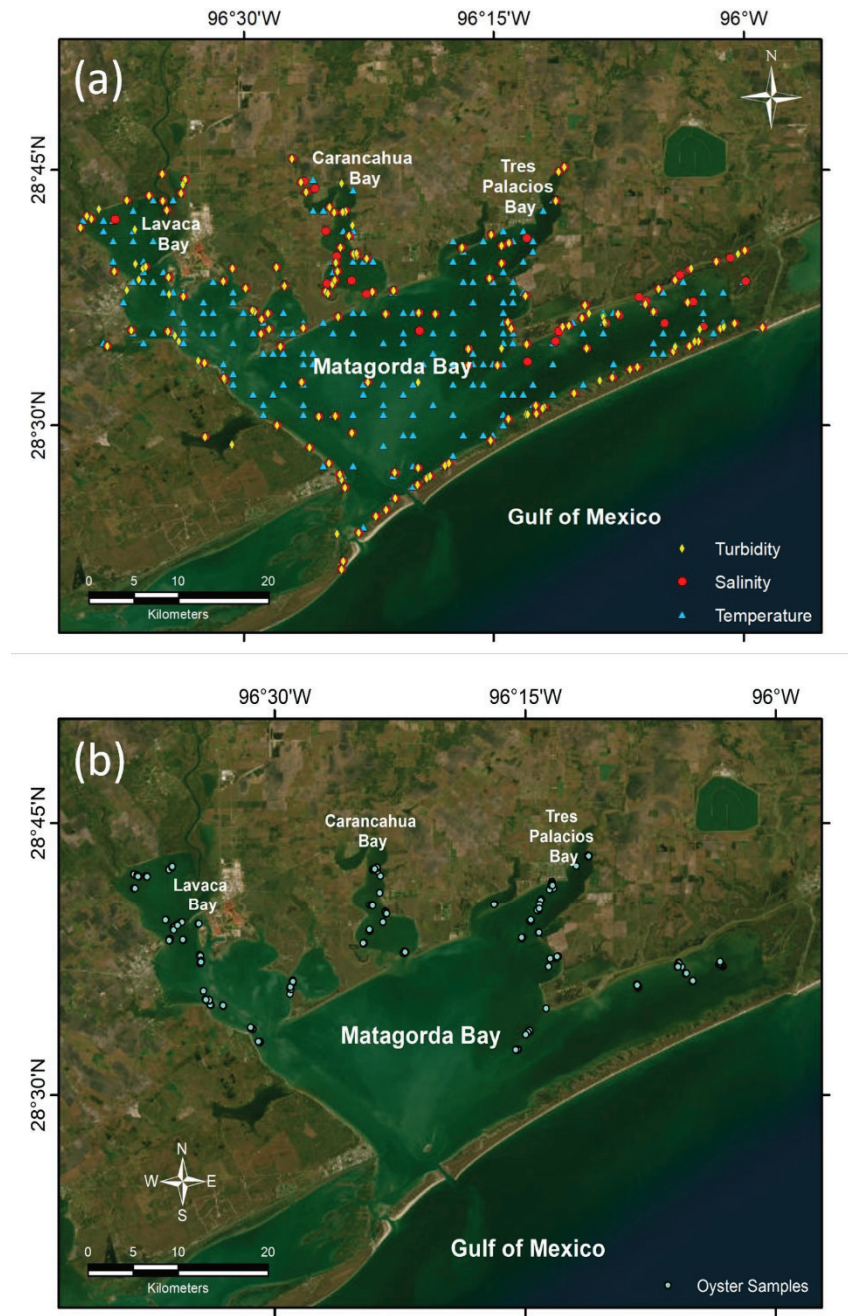 96°30'W 96°15'W 96°W
(a)
N
28°45'N
Carancahua
Bay
Tres
Palacios
Bay
Lavaca
Bay
Matagorda Bay
28°30'N
Gulf of Mexico
Turbidity
Salinity
Temperature
0 5 10 20
Kilometers
96°30'W 96°15'W 96°W
(b)
28°45'N
Carancahua
Bay
Tres
Palacios
Bay
Lavaca
Bay
Matagorda Bay
28°30'N
N
W E
S
0 5 10 20
Kilometers
Gulf of Mexico
Oyster Samples